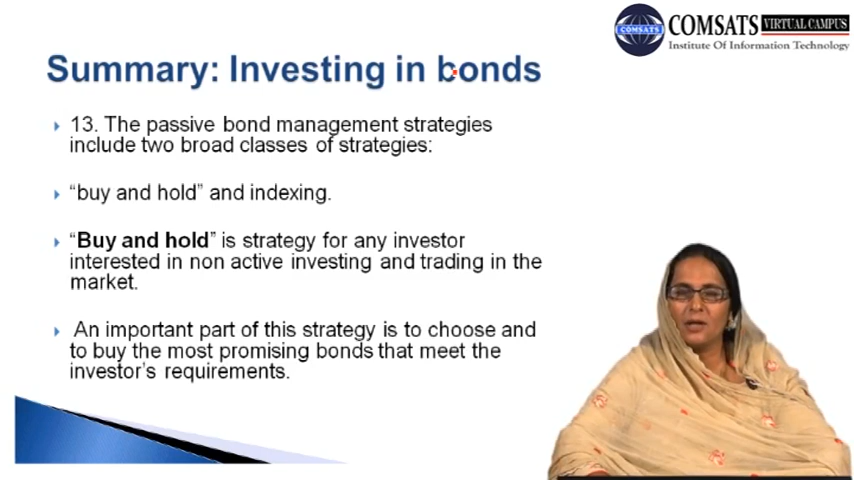 COMSATS VIRTUAL CAMPUS
COMSATS
Institute Of Information Technology
Summary: Investing in bonds
13. The passive bond management strategies
include two broad classes of strategies:
“buy and hold” and indexing.
“Buy and hold” is strategy for any investor
interested in non active investing and trading in the
market.
An important part of this strategy is to choose and
to buy the most promising bonds that meet the
investor’s requirements.